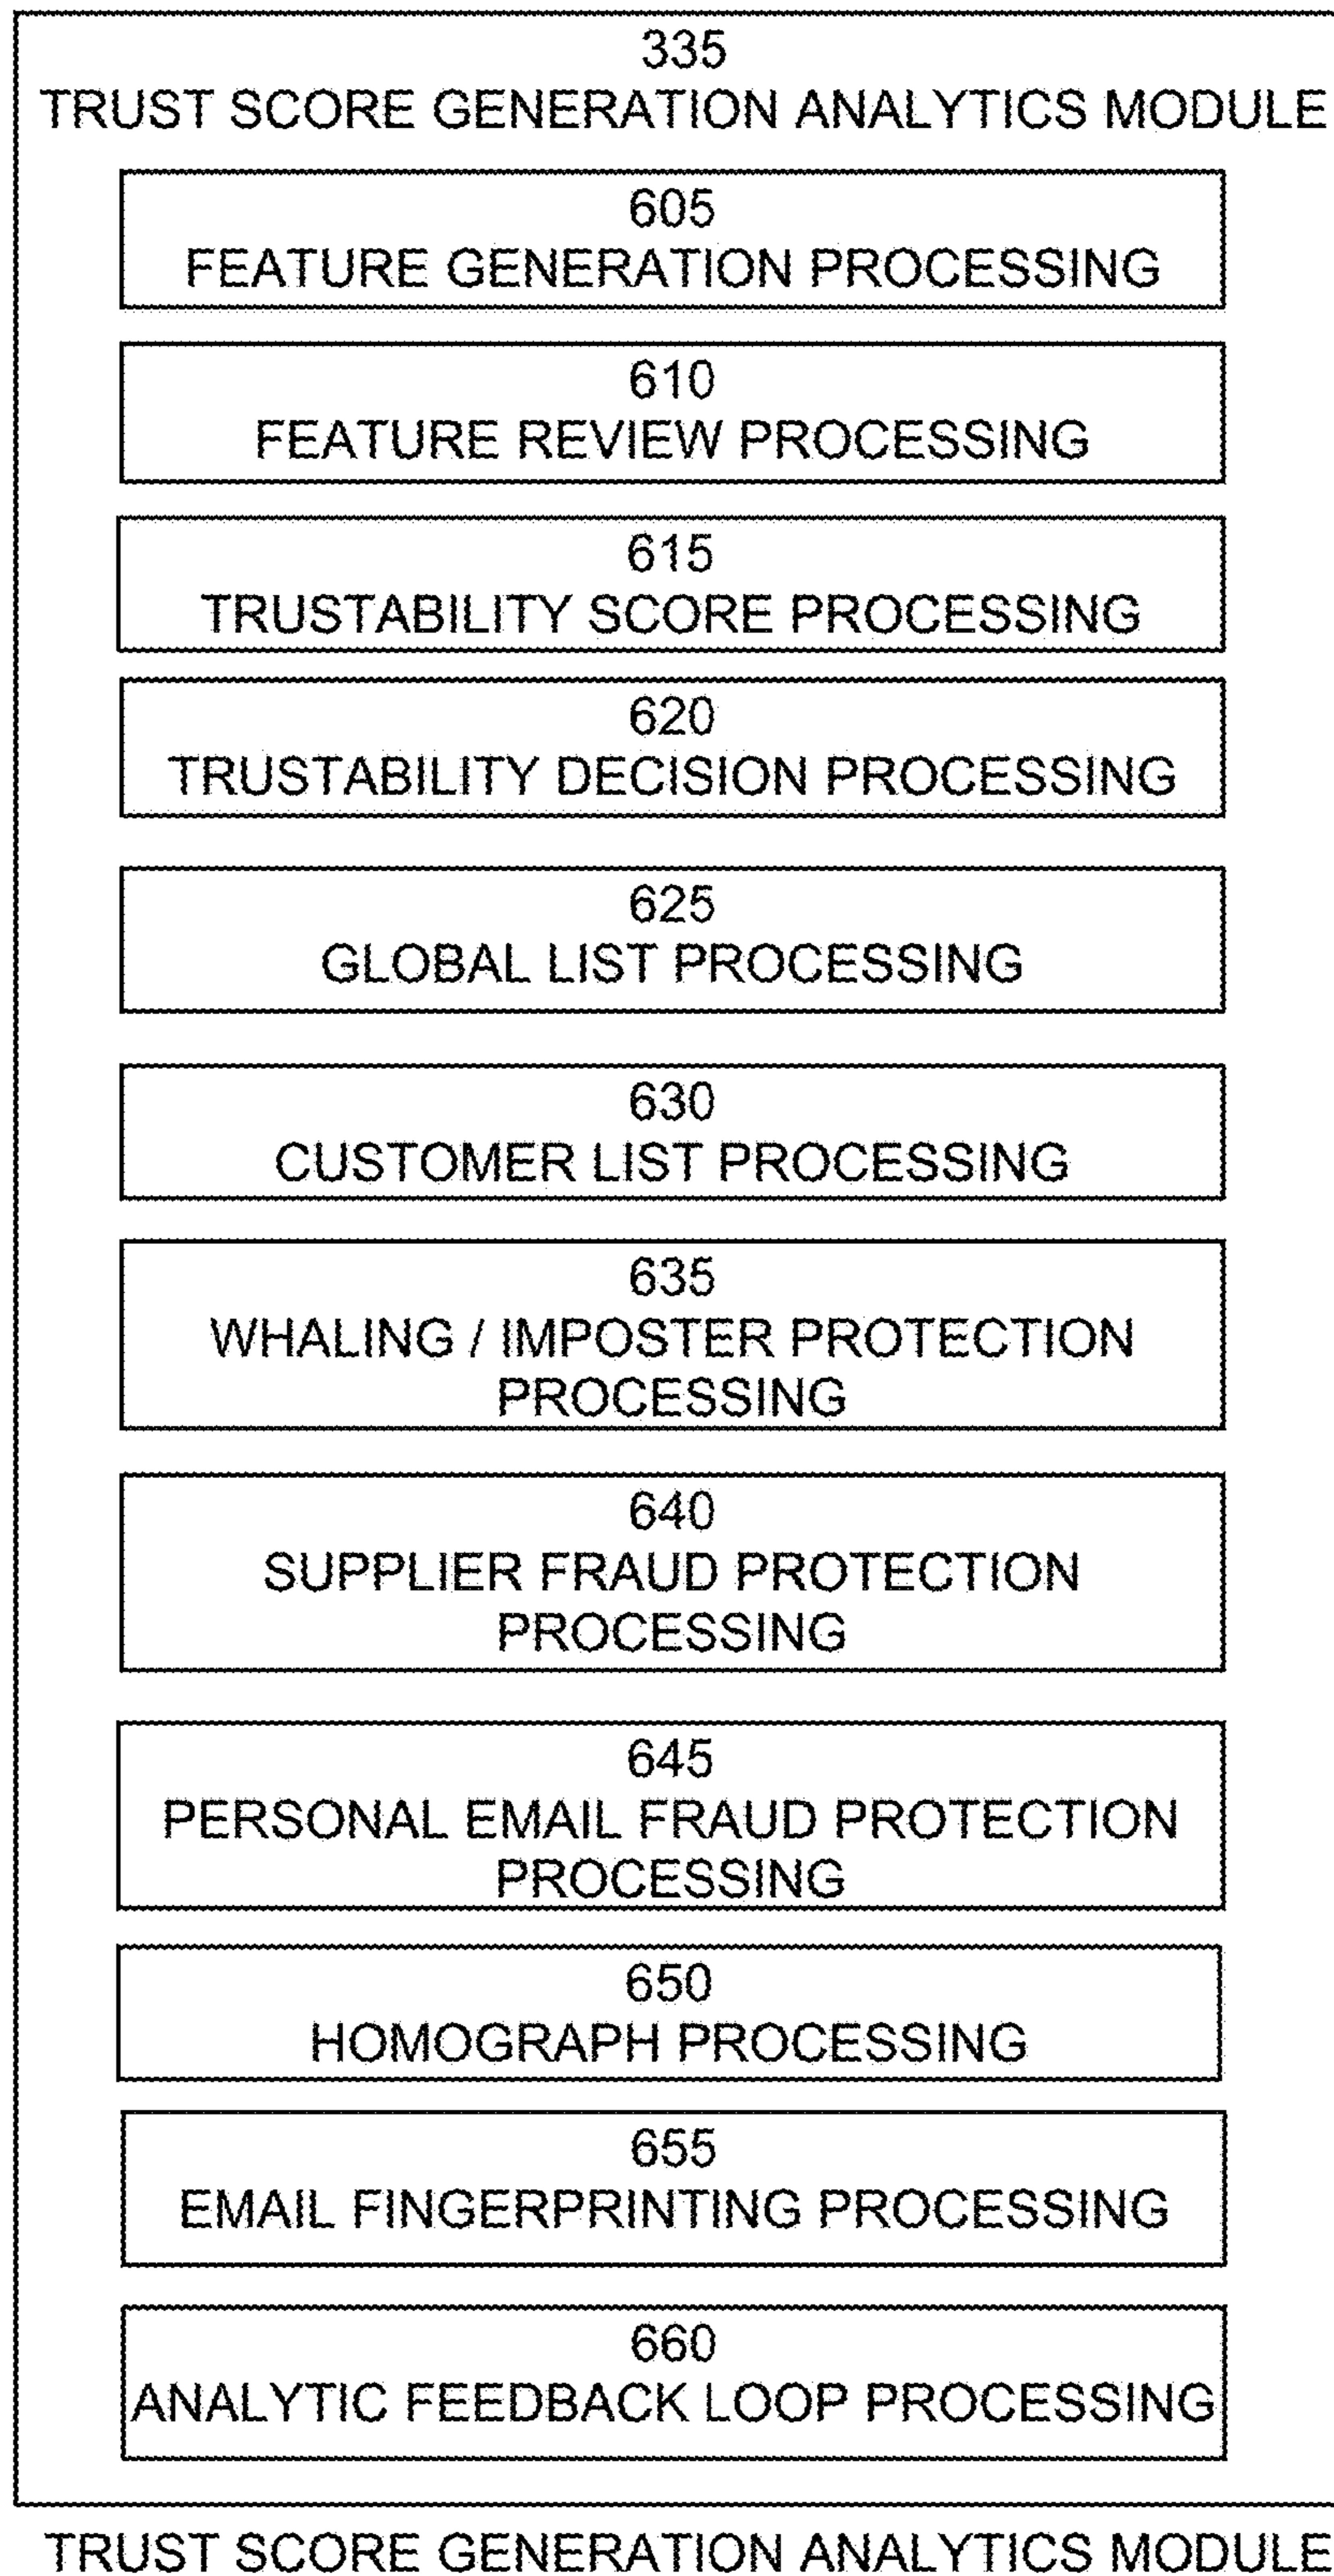 335
TRUST SCORE GENERATION ANALYTICS MODULE
605
FEATURE GENERATION PROCESSING
610
FEATURE REVIEW PROCESSING
615
TRUSTABILITY SCORE PROCESSING
620
TRUSTABILITY DECISION PROCESSING
625
GLOBAL LIST PROCESSING
630
CUSTOMER LIST PROCESSING
635
WHALING / IMPOSTER PROTECTION
PROCESSING
640
SUPPLIER FRAUD PROTECTION
PROCESSING
645
PERSONAL EMAIL FRAUD PROTECTION
PROCESSING
650
HOMOGRAPH PROCESSING
655
EMAIL FINGERPRINTING PROCESSING
660
ANALYTIC FEEDBACK LOOP PROCESSING
TRUST SCORE GENERATION ANALYTICS MODULE